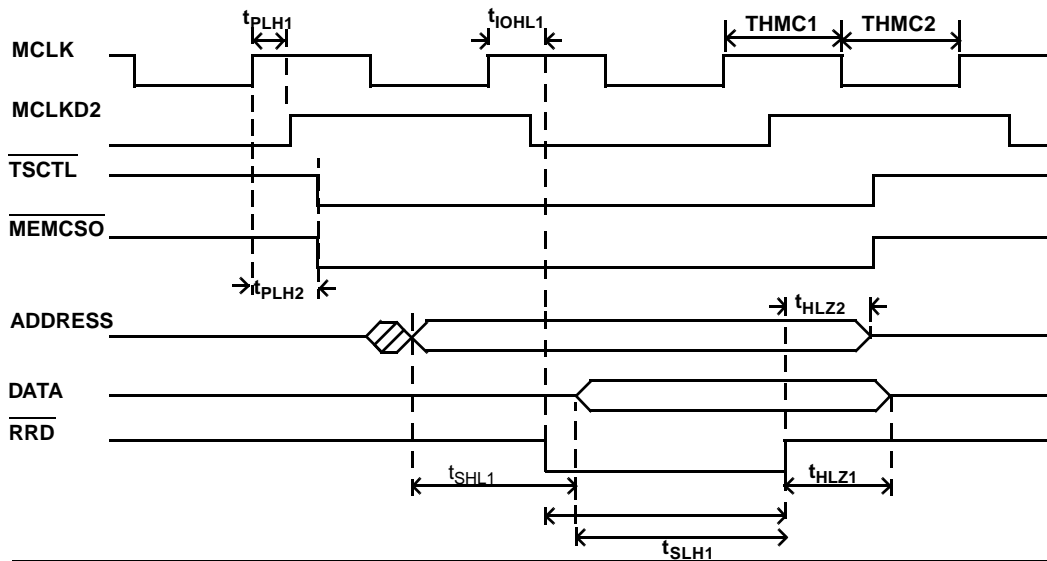 tPLH1
tIOHL1
THMC1
THMC2
MCLK
MCLKD2
TSCTL
MEMCSO
tPLH2
tHLZ2
ADDRESS
DATA
RRD
tSHL1
tHLZ1
tSLH1